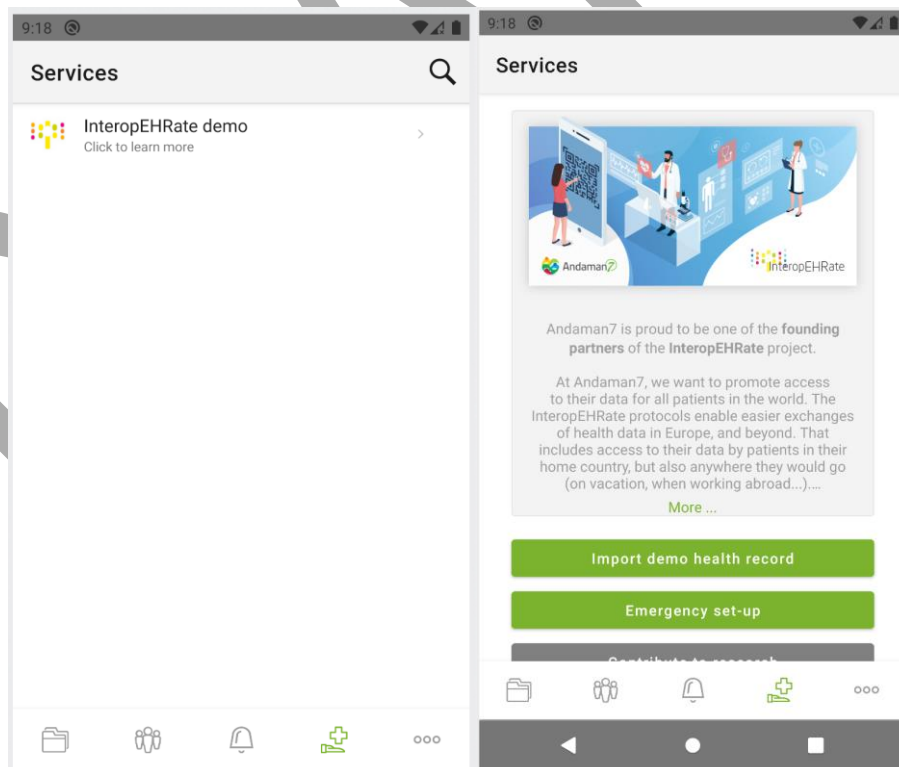 9:18
Services
InteropEHRate demo
Click to learn more
9:18
Services
Andaman7
InteropEHRate
Andaman7 is proud to be one of the founding
partners of the InteropEHRate project.
At Andaman7, we want to promote access
to their data for all patients in the world. The
InteropEHRate protocols enable easier exchanges
of health data in Europe, and beyond. That
includes access to their data by patients in their
home country, but also anywhere they would go
(on vacation, when working abroad...)....
More ...
Import demo health record
Emergency set-up
Contribute to research